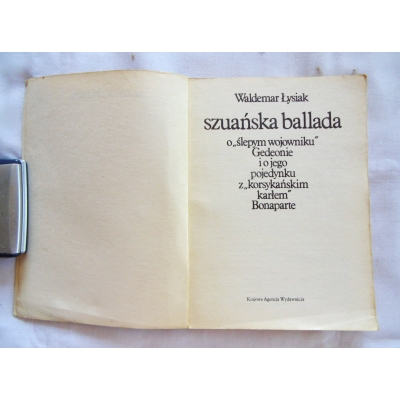 Waldemar Łysiak
szuańska ballada
o „ślepym wojowniku”
Gedeonie
i o jego
pojedynku
z „korsykańskim
karłem”
Bonaparte
Krajowa Agencja Wydawnicza